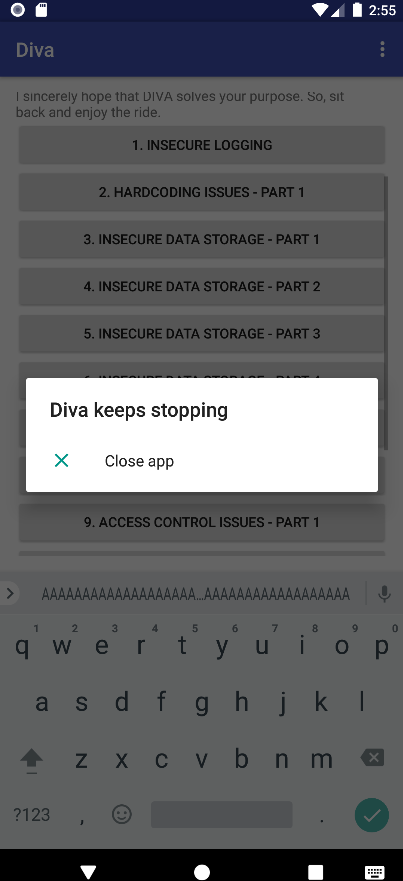 2:55
Diva
I sincerely hope that DIVA solves your purpose. So, sit
back and enjoy the ride.
1. INSECURE LOGGING
2. HARDCODING ISSUES - PART 1
3. INSECURE DATA STORAGE - PART 1
4. INSECURE DATA STORAGE - PART 2
5. INSECURE DATA STORAGE - PART 3
Diva keeps stopping
Close app
9. ACCESS CONTROL ISSUES - PART 1
AAAAAAAAAAAAAAAAAAA...AAAAAAAAAAAAAAAAAA
1 2 3 4 5 6 7 8 9 0
q w e r t y u i o p
a s d f g h j k l
z x c v b n m
?123 , .